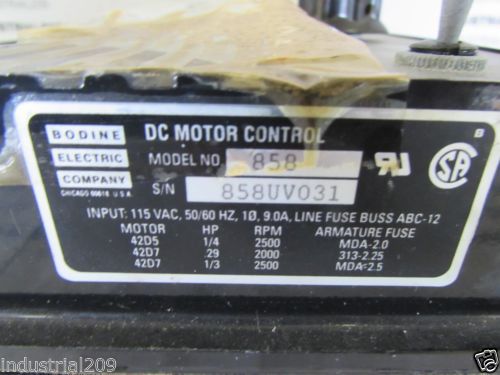 BODINE
ELECTRIC
COMPANY
CHICAGO 60618 U.S.A.
DC MOTOR CONTROL
MODEL NO 858
S/N 858UV031
B
INPUT: 115 VAC, 50/60 HZ, 1Ø, 9.0A, LINE FUSE BUSS ABC-12
MOTOR HP RPM ARMATURE FUSE
42D5 1/4 2500 MDA-2.0
42D7 .29 2000 313-2.25
42D7 1/3 2500 MDA-2.5
industrial209